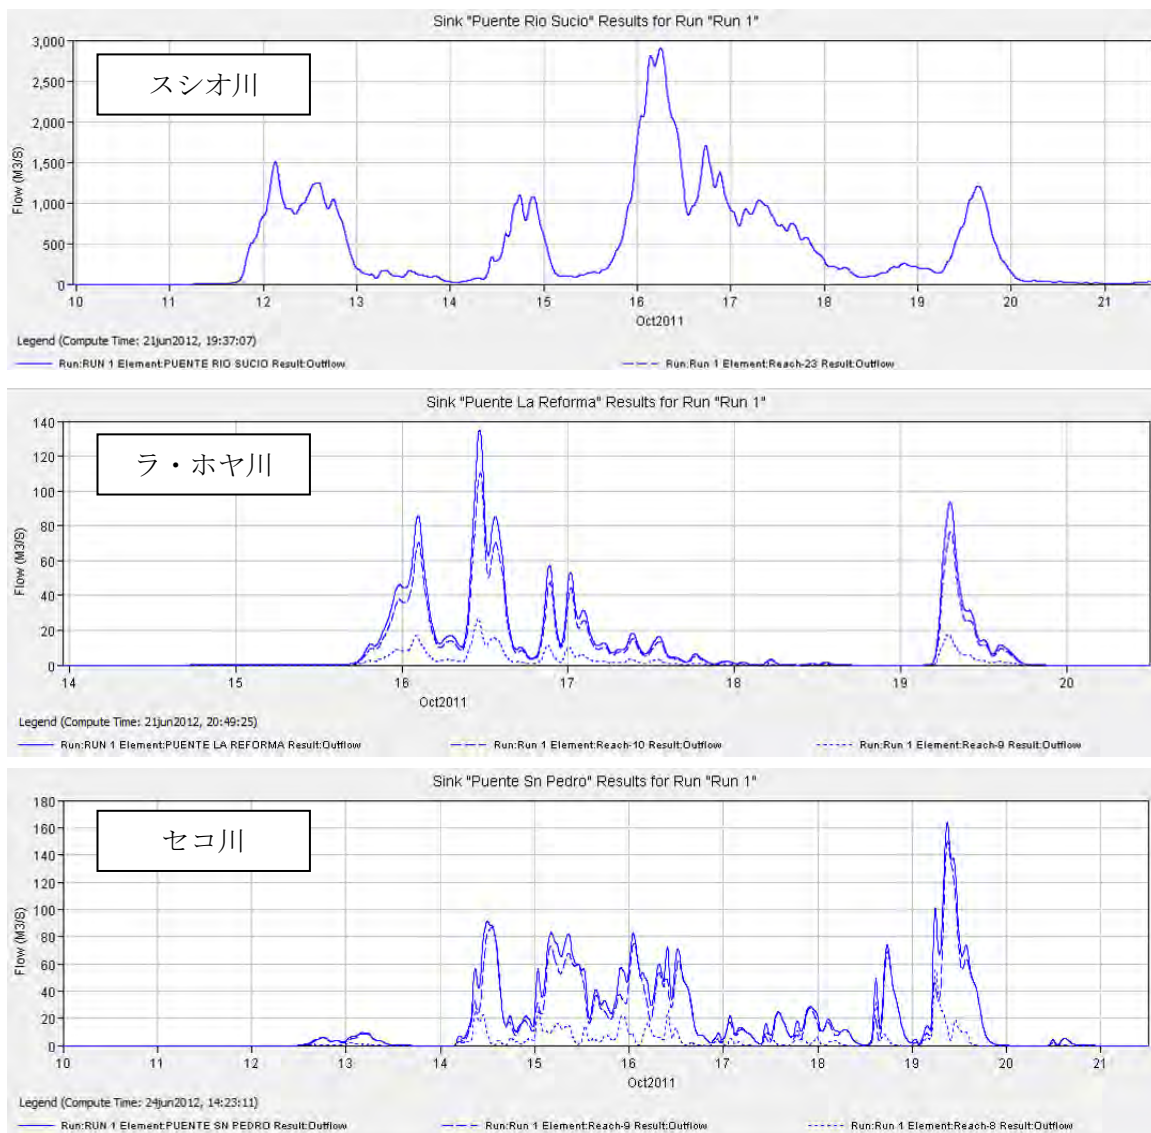 Sink "Puente Rio Sucio" Results for Run "Run 1"
スシオ川
3,000
2,500
2,000
1,500
1,000
500
0
Flow (M3/S)
10 11 12 13 14 15 16 17 18 19 20 21
Oct2011
Legend (Compute Time: 21jun2012, 19:37:07)
Run:RUN 1 Element:PUENTE RIO SUCIO Result:Outflow Run:Run 1 Element:Reach-23 Result:Outflow
Sink "Puente La Reforma" Results for Run "Run 1"
ラ・ホヤ川
140
120
100
80
60
40
20
0
Flow (M3/S)
14 15 16 17 18 19 20
Oct2011
Legend (Compute Time: 21jun2012, 20:49:25)
Run:RUN 1 Element:PUENTE LA REFORMA Result:Outflow Run:Run 1 Element:Reach-10 Result:Outflow Run:Run 1 Element:Reach-9 Result:Outflow
Sink "Puente Sn Pedro" Results for Run "Run 1"
セコ川
180
160
140
120
100
80
60
40
20
0
Flow (M3/S)
10 11 12 13 14 15 16 17 18 19 20 21
Oct2011
Legend (Compute Time: 24jun2012, 14:23:11)
Run:RUN 1 Element:PUENTE SN PEDRO Result:Outflow Run:Run 1 Element:Reach-9 Result:Outflow Run:Run 1 Element:Reach-8 Result:Outflow